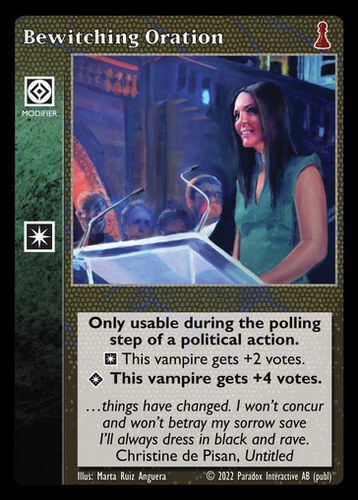 Bewitching Oration
MODIFIER
Only usable during the polling
step of a political action.
This vampire gets +2 votes.
This vampire gets +4 votes.
…things have changed. I won't concur
and won't betray my sorrow save
I'll always dress in black and rave.
Christine de Pisan, Untitled
Illus: Marta Ruiz Anguera
© 2022 Paradox Interactive AB (publ)